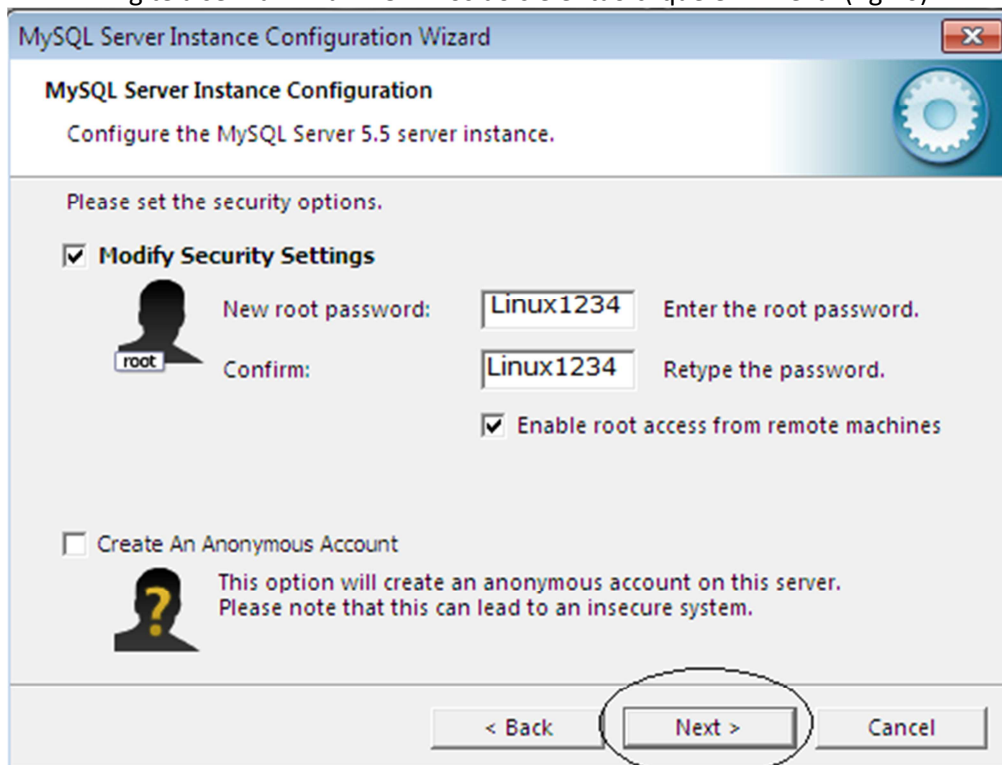 MySQL Server Instance Configuration Wizard
MySQL Server Instance Configuration
Configure the MySQL Server 5.5 server instance.
Please set the security options.
Modify Security Settings
New root password: Linux1234 Enter the root password.
root
Confirm: Linux1234 Retype the password.
Enable root access from remote machines
Create An Anonymous Account
This option will create an anonymous account on this server.
Please note that this can lead to an insecure system.
< Back Next > Cancel